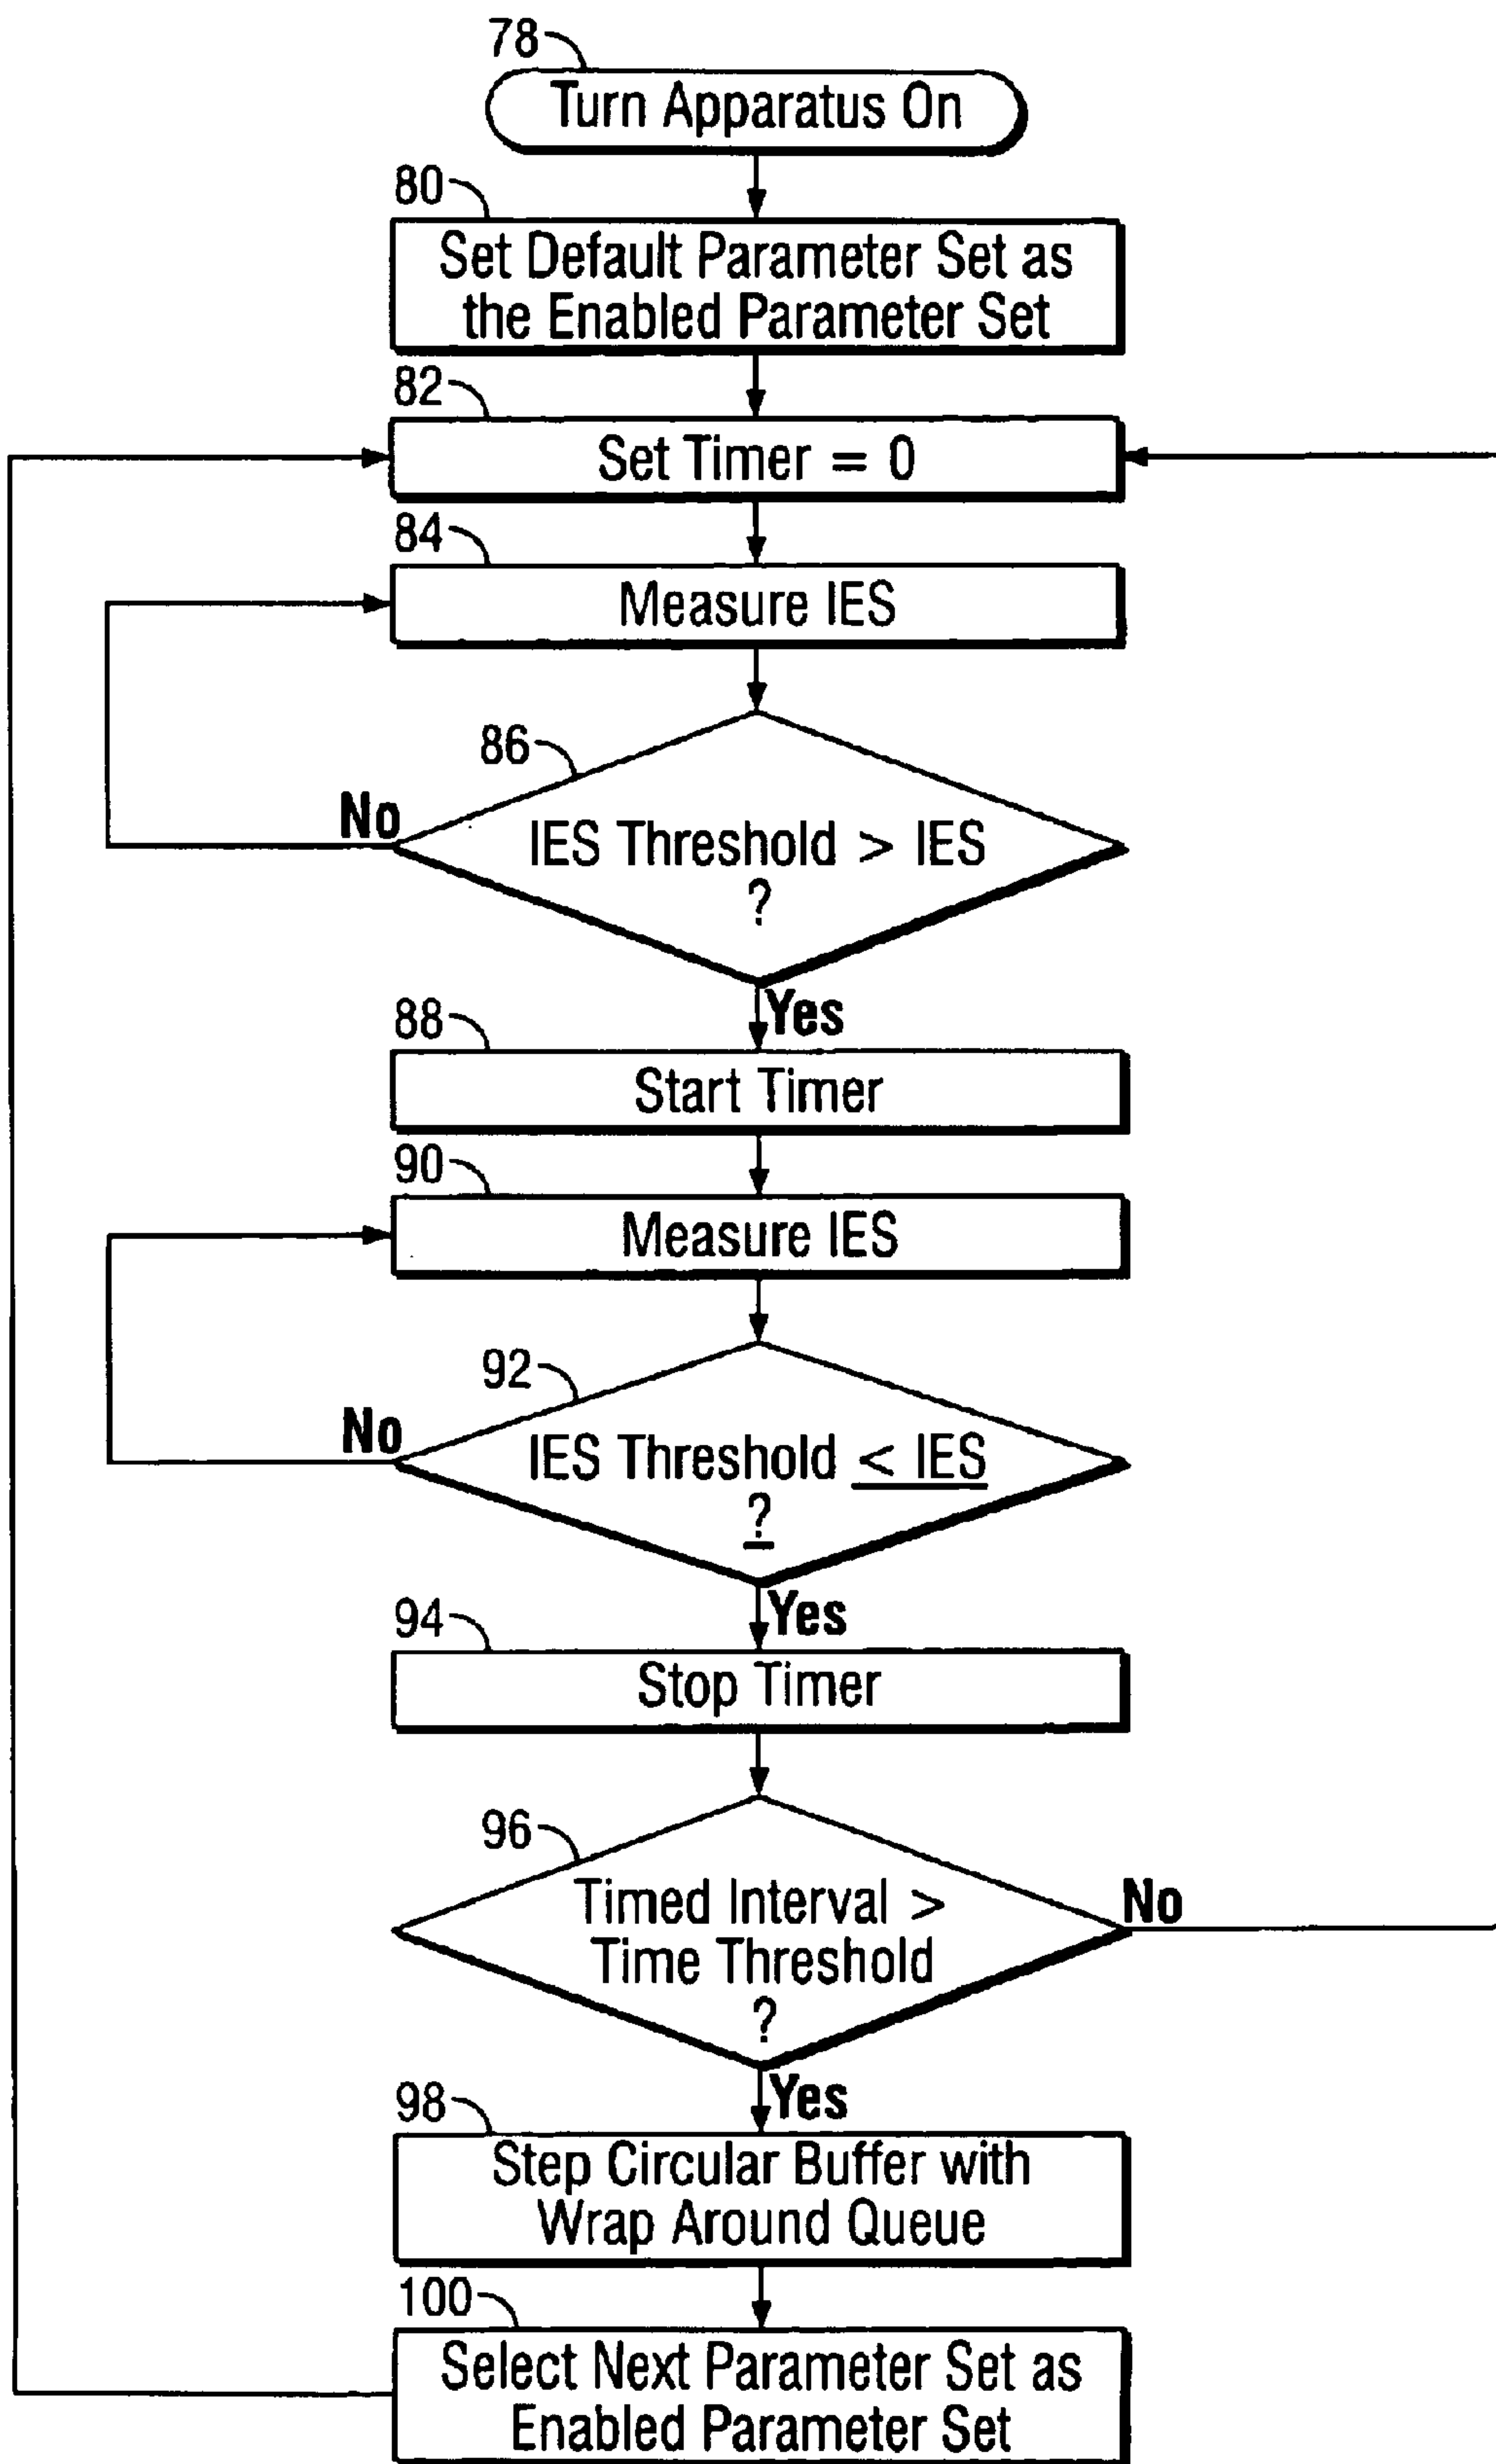 78
Turn Apparatus On
80
Set Default Parameter Set as
the Enabled Parameter Set
82
Set Timer = 0
84
Measure IES
86
No
IES Threshold > IES
?
Yes
88
Start Timer
90
Measure IES
92
No
IES Threshold < IES
?
Yes
94
Stop Timer
96
Timed Interval >
Time Threshold
?
No
Yes
98
Step Circular Buffer with
Wrap Around Queue
100
Select Next Parameter Set as
Enabled Parameter Set